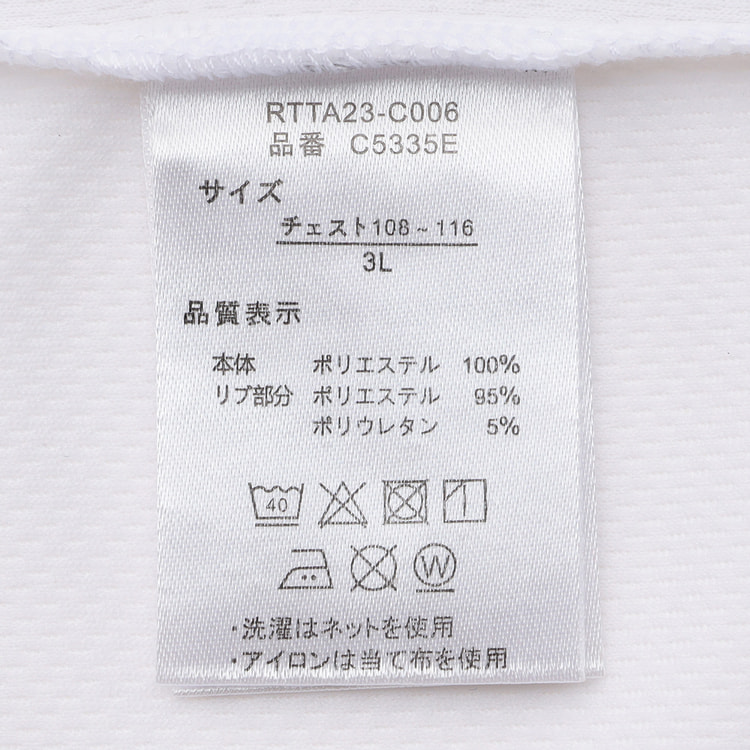 RTTA23-C006
品番 C5335E
サイズ
チェスト108~116
3L
品質表示
本体 ポリエステル 100%
リブ部分 ポリエステル 95%
ポリウレタン 5%
40
W
・洗濯はネットを使用
・アイロンは当て布を使用